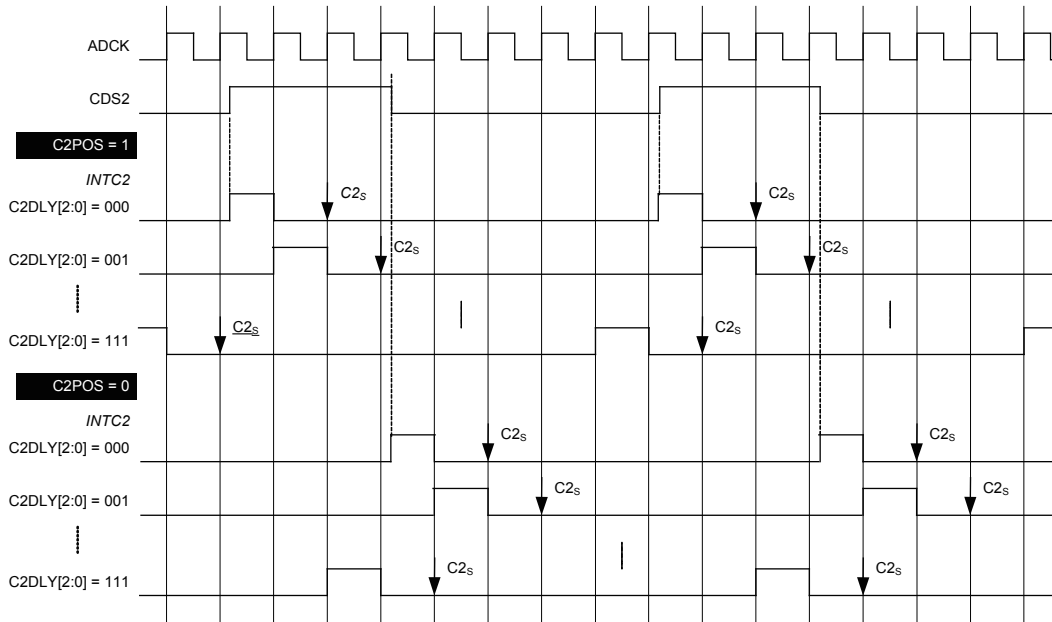 ADCK
CDS2
C2POS = 1
INTC2
C2DLY[2:0] = 000
C2S
C2S
C2DLY[2:0] = 001
C2S
C2S
C2DLY[2:0] = 111
C2S
C2S
C2POS = 0
INTC2
C2DLY[2:0] = 000
C2S
C2S
C2DLY[2:0] = 001
C2S
C2S
C2DLY[2:0] = 111
C2S
C2S